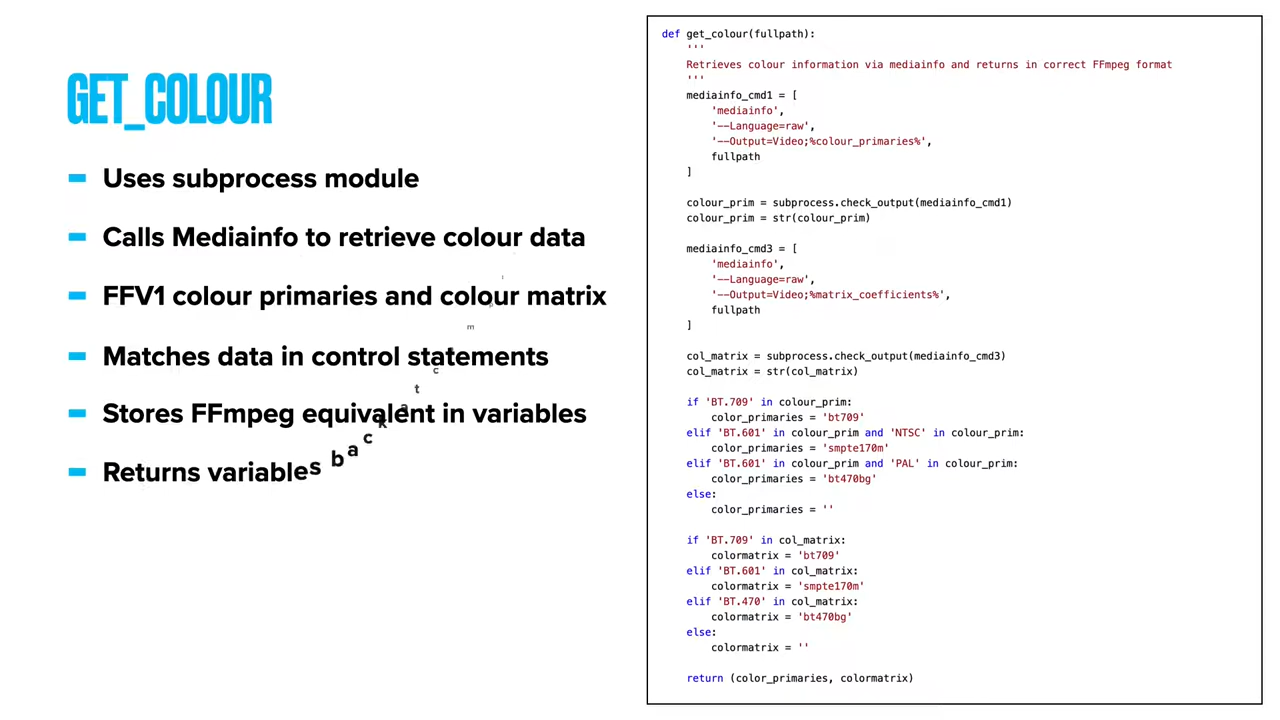 GET_COLOUR
Uses subprocess module
Calls Mediainfo to retrieve colour data
FFV1 colour primaries and colour matrix
Matches data in control statements
Stores FFmpeg equivalent in variables
Returns variables back
def get_colour(fullpath):
'''
Retrieves colour information via mediainfo and returns in correct FFmpeg format
'''
mediainfo_cmd1 = [
'mediainfo',
'--Language=raw',
'--Output=Video;%colour_primaries%',
fullpath
]
colour_prim = subprocess.check_output(mediainfo_cmd1)
colour_prim = str(colour_prim)
mediainfo_cmd3 = [
'mediainfo',
'--Language=raw',
'--Output=Video;%matrix_coefficients%',
fullpath
]
col_matrix = subprocess.check_output(mediainfo_cmd3)
col_matrix = str(col_matrix)
if 'BT.709' in colour_prim:
color_primaries = 'bt709'
elif 'BT.601' in colour_prim and 'NTSC' in colour_prim:
color_primaries = 'smpte170m'
elif 'BT.601' in colour_prim and 'PAL' in colour_prim:
color_primaries = 'bt470bg'
else:
color_primaries = ''
if 'BT.709' in col_matrix:
colormatrix = 'bt709'
elif 'BT.601' in col_matrix:
colormatrix = 'smpte170m'
elif 'BT.470' in col_matrix:
colormatrix = 'bt470bg'
else:
colormatrix = ''
return (color_primaries, colormatrix)